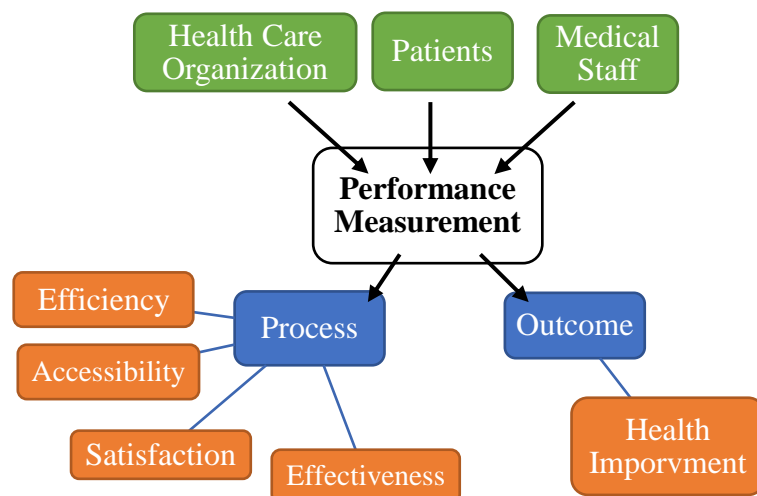 Health Care
Organization
Patients
Medical
Staff
Performance
Measurement
Efficiency
Process
Outcome
Accessibility
Satisfaction
Effectiveness
Health
Imporvment